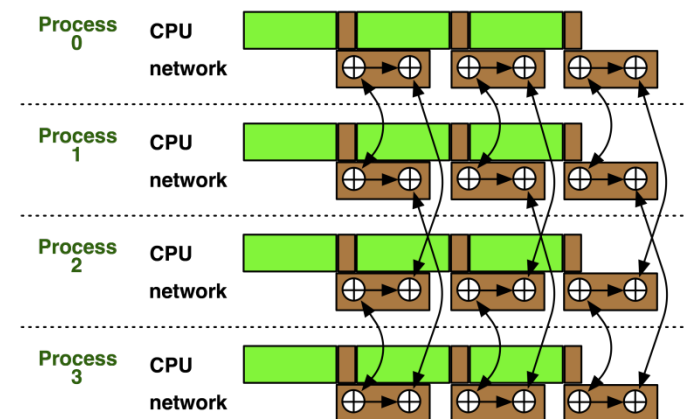 Process
0
CPU
network
Process
1
CPU
network
Process
2
CPU
network
Process
3
CPU
network